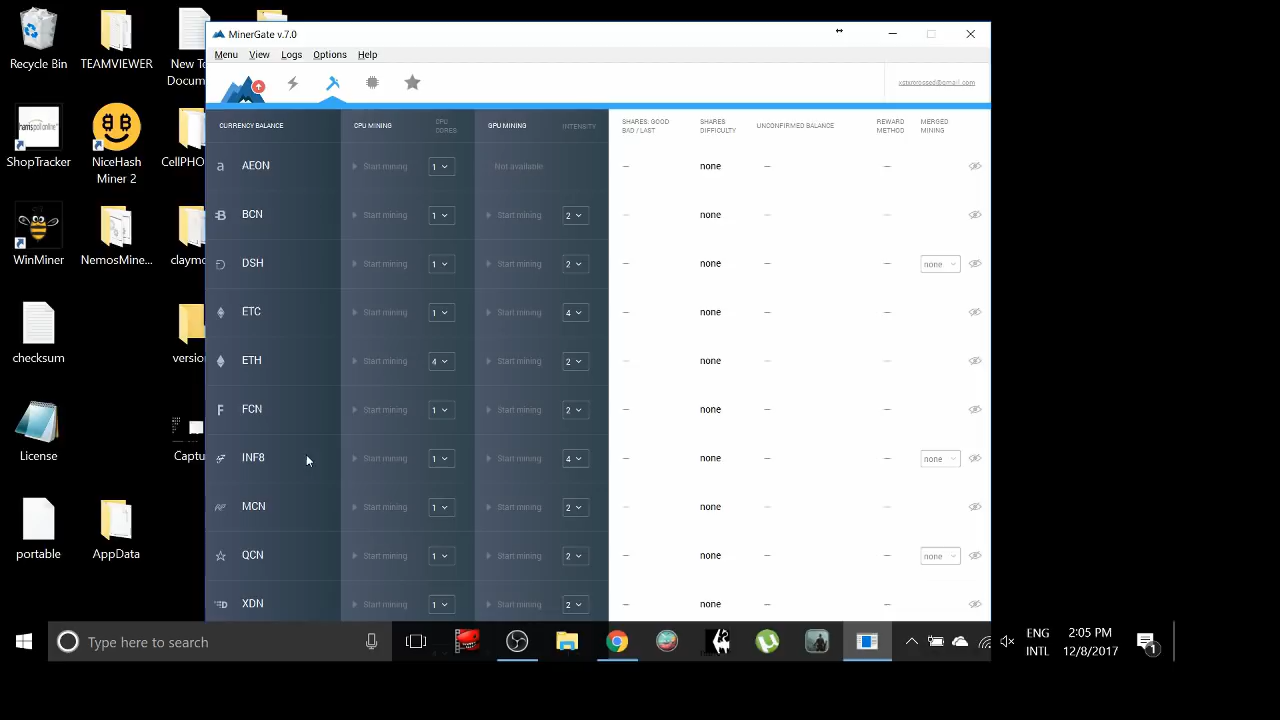 MinerGate v.7.0
Menu View Logs Options Help
CURRENCY BALANCE CPU MINING CPU CORES GPU MINING INTENSITY SHARES: GOOD BAD / LAST SHARES DIFFICULTY UNCONFIRMED BALANCE REWARD METHOD MERGED MINING
AEON Start mining 1 Not available – none – –
BCN Start mining 1 Start mining 2 – none – –
DSH Start mining 1 Start mining 2 – none – – none
ETC Start mining 1 Start mining 4 – none – –
ETH Start mining 4 Start mining 2 – none – –
FCN Start mining 1 Start mining 2 – none – –
INF8 Start mining 1 Start mining 4 – none – – none
MCN Start mining 1 Start mining 2 – none – –
QCN Start mining 1 Start mining 2 – none – – none
XDN Start mining 1 Start mining 2 – none – –
Recycle Bin
TEAMVIEWER
New To
Docum...
ShopTracker
NiceHash
Miner 2
CellPHO
WinMiner
NemosMine...
claymo
checksum
versio
License
Captu
portable
AppData
Type here to search
ENG
INTL
2:05 PM
12/8/2017
1